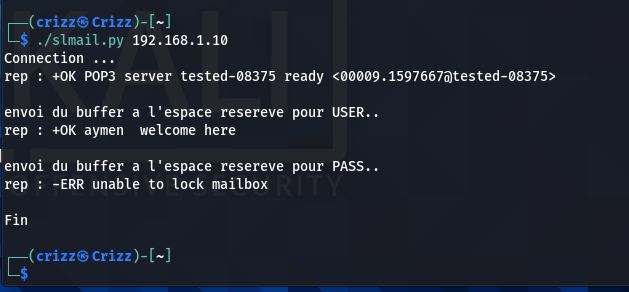 ┌──(crizz㉿Crizz)-[~]
└─$ ./slmail.py 192.168.1.10
Connection ...
rep : +OK POP3 server tested-08375 ready <00009.1597667@tested-08375>
envoi du buffer a l'espace resereve pour USER..
rep : +OK aymen  welcome here
envoi du buffer a l'espace resereve pour PASS..
rep : -ERR unable to lock mailbox
OFFENSIVE SECURITY
Fin
┌──(crizz㉿Crizz)-[~]
└─$